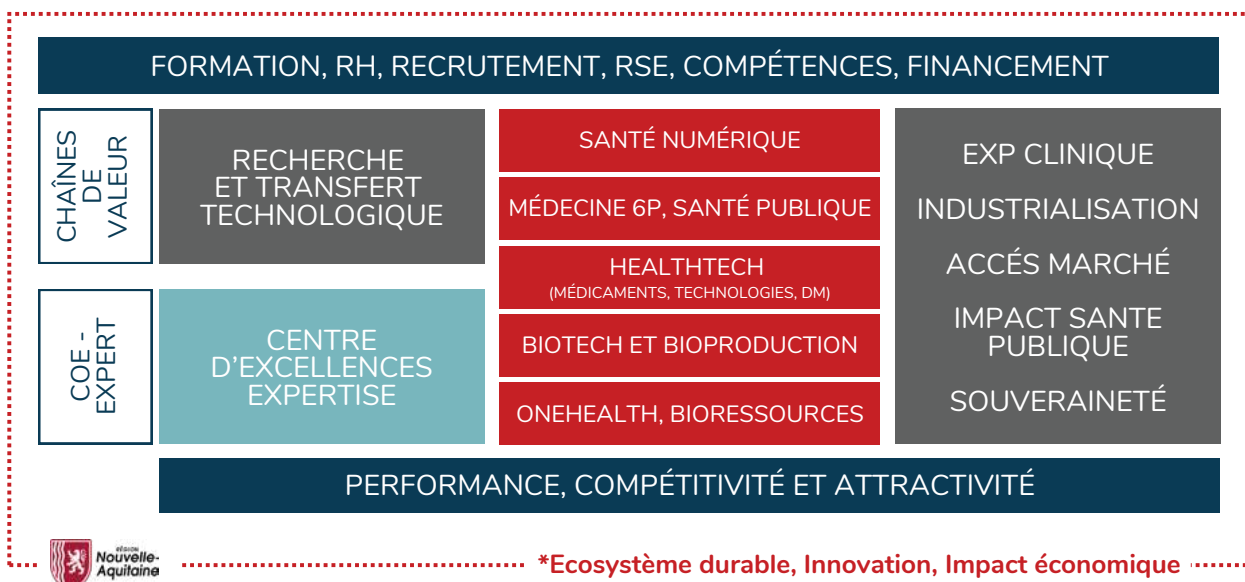 FORMATION, RH, RECRUTEMENT, RSE, COMPÉTENCES, FINANCEMENT
CHAÎNES
DE
VALEUR
RECHERCHE
ET TRANSFERT
TECHNOLOGIQUE
COE -
EXPERT
CENTRE
D'EXCELLENCES
EXPERTISE
SANTÉ NUMÉRIQUE
MÉDECINE 6P, SANTÉ PUBLIQUE
HEALTHTECH
(MÉDICAMENTS, TECHNOLOGIES, DM)
BIOTECH ET BIOPRODUCTION
ONEHEALTH, BIORESSOURCES
EXP CLINIQUE
INDUSTRIALISATION
ACCÉS MARCHÉ
IMPACT SANTE
PUBLIQUE
SOUVERAINETÉ
PERFORMANCE, COMPÉTITIVITÉ ET ATTRACTIVITÉ
RÉGION
Nouvelle-
Aquitaine
*Ecosystème durable, Innovation, Impact économique